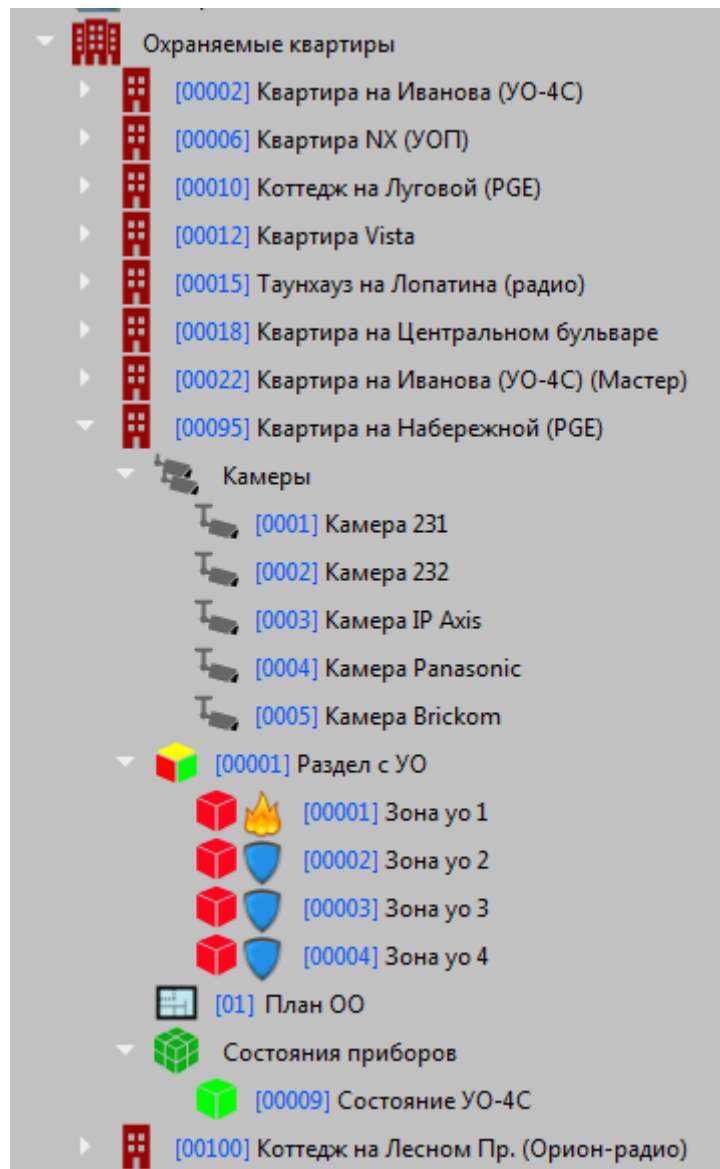 Охраняемые квартиры
[00002] Квартира на Иванова (УО-4С)
[00006] Квартира NX (УОП)
[00010] Коттедж на Луговой (PGE)
[00012] Квартира Vista
[00015] Таунхауз на Лопатина (радио)
[00018] Квартира на Центральном бульваре
[00022] Квартира на Иванова (УО-4С) (Мастер)
[00095] Квартира на Набережной (PGE)
Камеры
[0001] Камера 231
[0002] Камера 232
[0003] Камера IP Axis
[0004] Камера Panasonic
[0005] Камера Brickom
[00001] Раздел с УО
[00001] Зона уо 1
[00002] Зона уо 2
[00003] Зона уо 3
[00004] Зона уо 4
[01] План ОО
Состояния приборов
[00009] Состояние УО-4С
[00100] Коттедж на Лесном Пр. (Орион-радио)